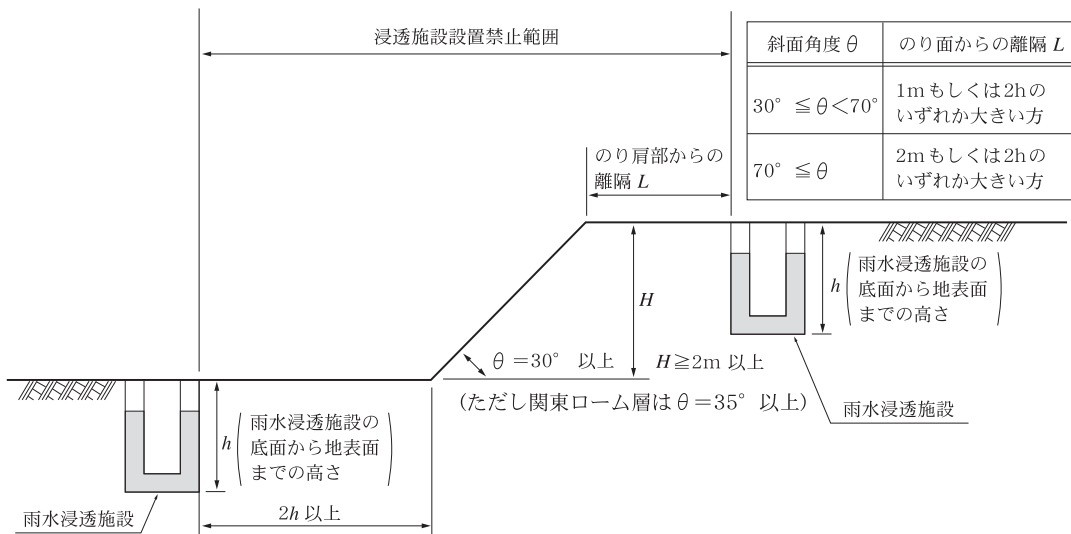 浸透施設設置禁止範囲
斜面角度 θ
のり面からの離隔 L
30° ≦θ<70°
1mもしくは2hの
いずれか大きい方
70° ≦θ
2mもしくは2hの
いずれか大きい方
のり肩部からの
離隔 L
H
h
雨水浸透施設の
底面から地表面
までの高さ
θ=30° 以上
H≧2m 以上
(ただし関東ローム層はθ=35° 以上)
雨水浸透施設
h
雨水浸透施設の
底面から地表面
までの高さ
雨水浸透施設
2h 以上